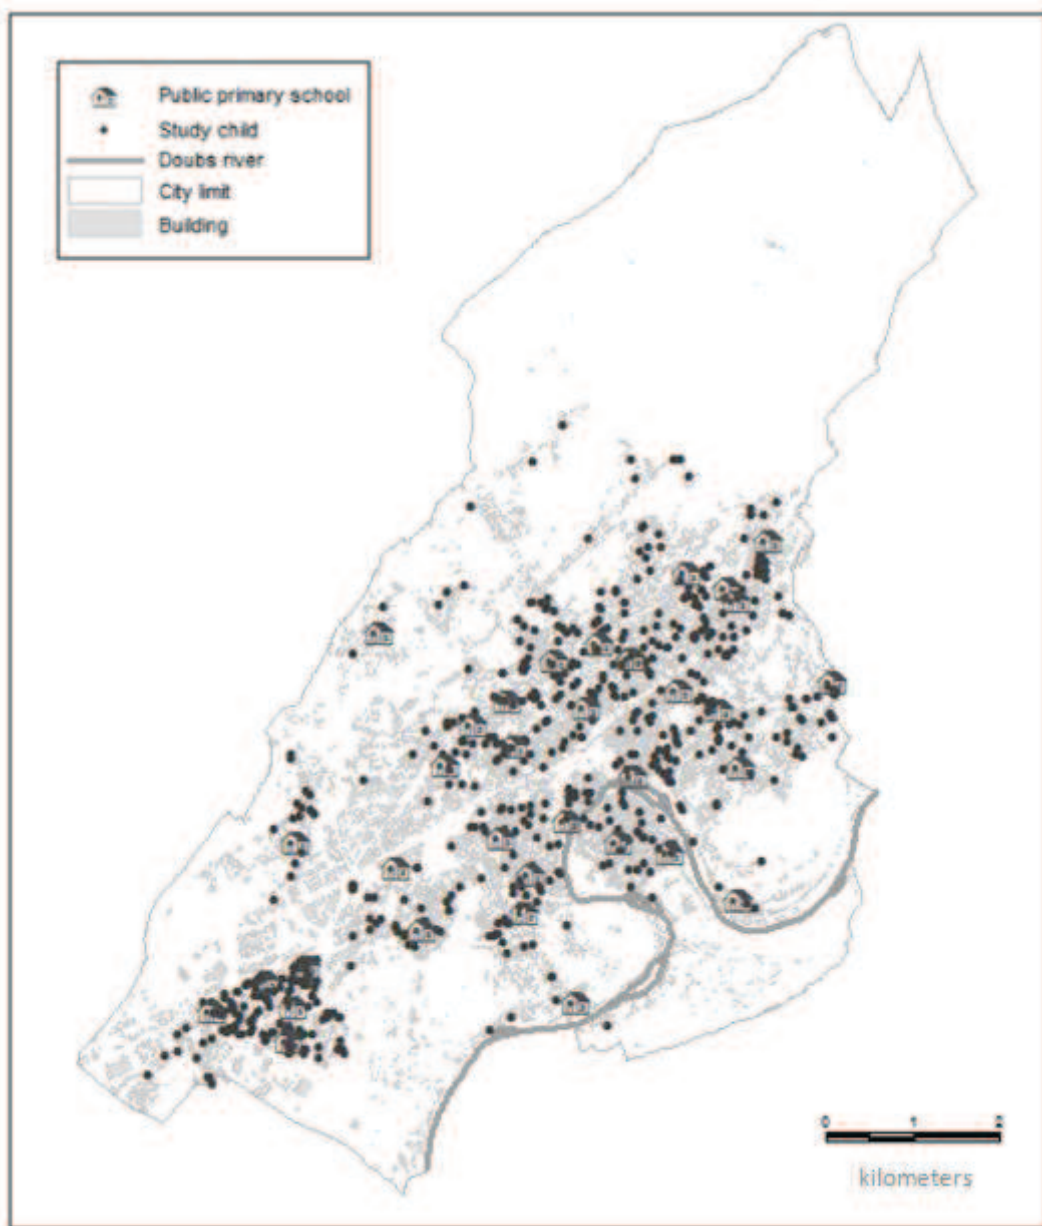 Public primary school
Study child
Doubs river
City limit
Building
0 1 2
kilometers